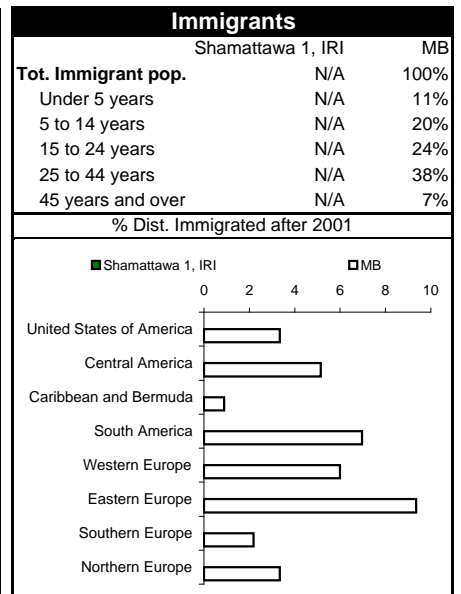 Immigrants
Shamattawa 1, IRI MB
Tot. Immigrant pop. N/A 100%
Under 5 years N/A 11%
5 to 14 years N/A 20%
15 to 24 years N/A 24%
25 to 44 years N/A 38%
45 years and over N/A 7%
% Dist. Immigrated after 2001
Shamattawa 1, IRI MB
0 2 4 6 8 10
United States of America
Central America
Caribbean and Bermuda
South America
Western Europe
Eastern Europe
Southern Europe
Northern Europe